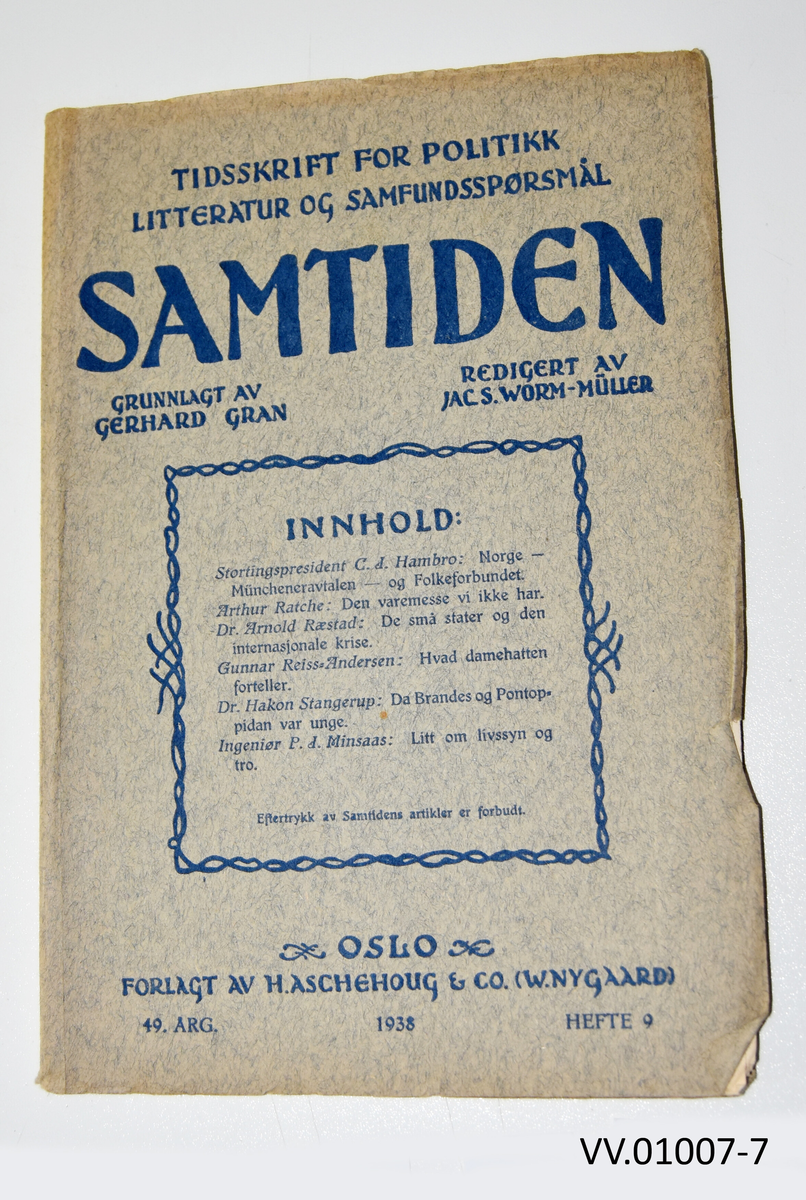 TIDSSKRIFT FOR POLITIKK
LITTERATUR OG SAMFUNDSSPØRSMÅL
SAMTIDEN
GRUNNLAGT AV
GERHARD GRAN
REDIGERT AV
JAC S. WORM-MÜLLER
INNHOLD:
Stortingspresident C. J. Hambro: Norge —
Müncheneravtalen — og Folkeforbundet.
Arthur Ratche: Den varemesse vi ikke har.
Dr. Arnold Ræstad: De små stater og den
internasjonale krise.
Gunnar Reiss-Andersen: Hvad damehatten
forteller.
Dr. Hakon Stangerup: Da Brandes og Pontop-
pidan var unge.
Ingeniør P. J. Minsaas: Litt om livssyn og
tro.
Eftertrykk av Samtidens artikler er forbudt.
OSLO
FORLAGT AV H. ASCHEHOUG & CO. (W. NYGAARD)
49. ÅRG. 1938 HEFTE 9
VV.01007-7